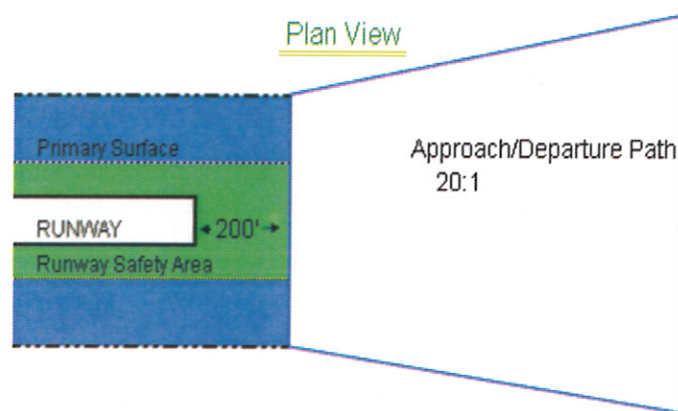 Plan View
Primary Surface
Approach/Departure Path
20:1
RUNWAY
200'
Runway Safety Area